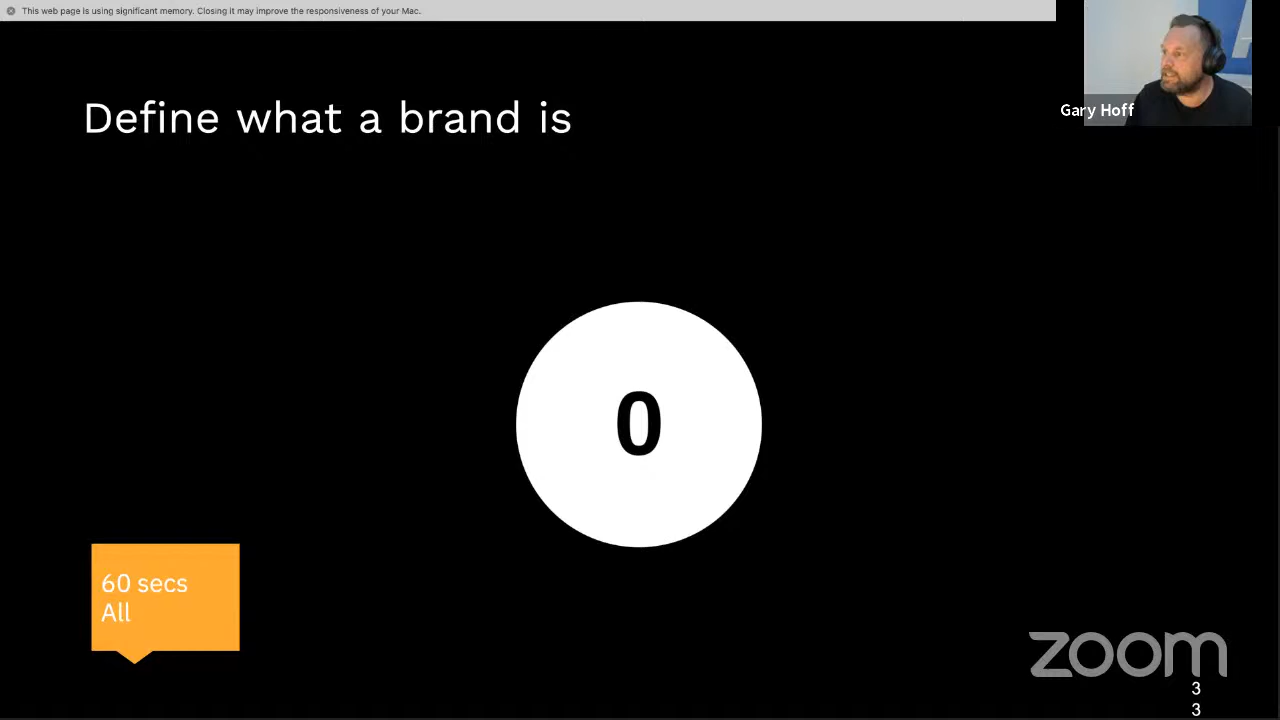 This web page is using significant memory. Closing it may improve the responsiveness of your Mac.
Gary Hoff
Define what a brand is
0
60 secs
All
zoom
3
3